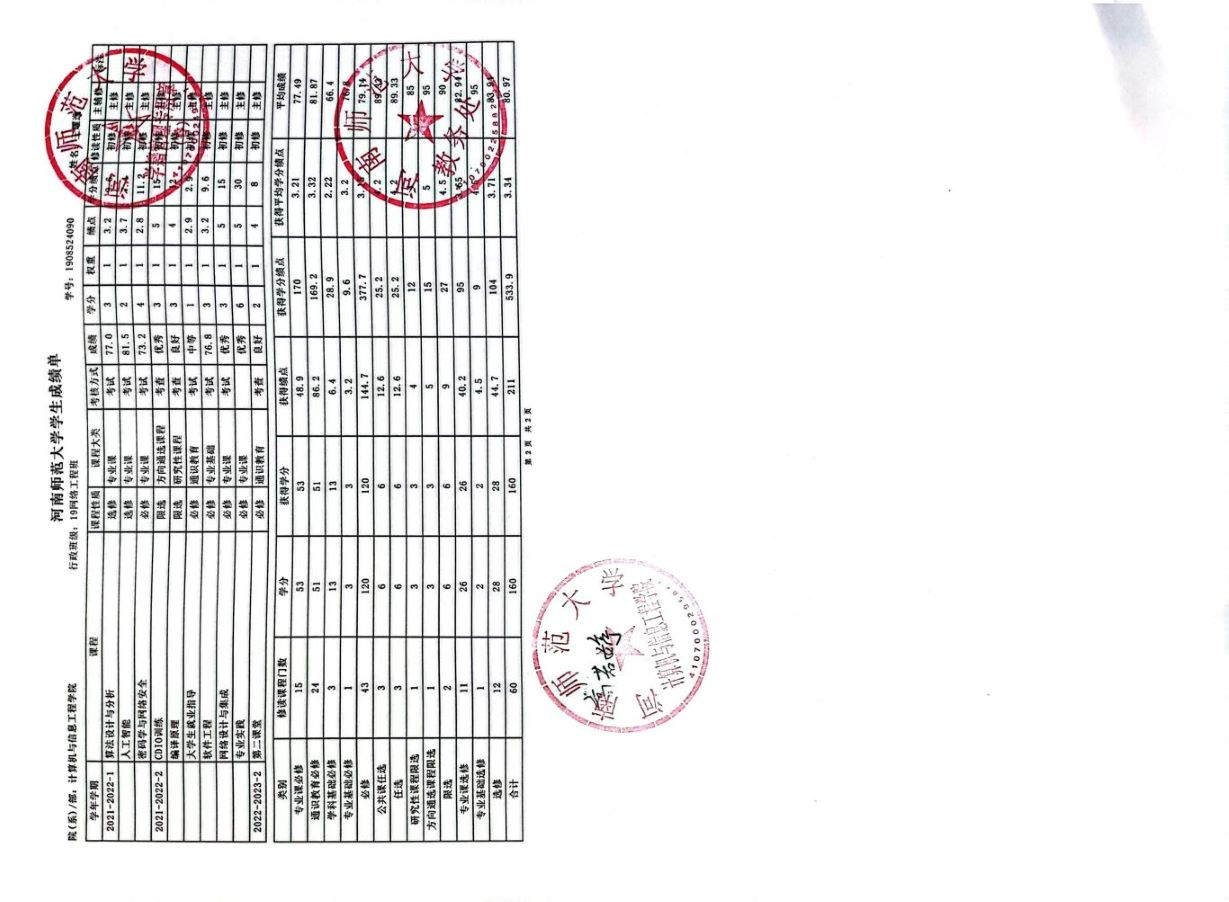 河南师范大学学生成绩单
院(系)/部: 计算机与信息工程学院 行政班级: 19网络工程班 学号: 1908524090 姓名
学年学期 课程 课程性质 课程大类 考核方式 成绩 学分 权重 绩点 学分绩点 修读性质 主辅修
2021-2022-1 算法设计与分析 选修 专业课 考试 77.0 3 1 3.2 初修 主修
人工智能 选修 专业课 考试 81.5 2 1 3.7 初修 主修
密码学与网络安全 必修 专业课 考试 73.2 4 1 2.8 11.2 初修 主修
2021-2022-2 CDIO训练 限选 方向通选课程 考查 优秀 3 1 5 15 初修 主修
编译原理 限选 研究性课程 考查 良好 3 1 4 12 初修 主修
大学生就业指导 必修 通识教育 考试 中等 1 1 2.9 2.9 初修 主修
软件工程 必修 专业基础 考试 76.8 3 1 3.2 9.6 初修 主修
网络设计与集成 必修 专业课 考试 优秀 3 1 5 15 初修 主修
专业实践 必修 专业课 优秀 6 1 5 30 初修 主修
2022-2023-2 第二课堂 必修 通识教育 考查 良好 2 1 4 8 初修 主修
类别 修读课程门数 学分 获得学分 获得绩点 获得学分绩点 获得平均学分绩点 平均成绩
专业课必修 15 53 53 48.9 170 3.21 77.49
通识教育必修 24 51 51 86.2 169.2 3.32 81.87
学科基础必修 3 13 13 6.4 28.9 2.22 66.4
专业基础必修 1 3 3 3.2 9.6 3.2
必修 43 120 120 144.7 377.7 79.14
公共课任选 3 6 6 12.6 25.2
任选 3 6 6 12.6 25.2 89.33
研究性课程限选 1 3 3 4 12 85
方向通选课程限选 1 3 3 5 15 5 95
限选 2 6 6 9 27 4.5 90
专业课选修 11 26 26 40.2 95 3.65 82.94
专业基础选修 1 2 2 4.5 9 95
选修 12 28 28 44.7 104 3.71
合计 60 160 160 211 533.9 3.34 80.97
第 2 页 共 2 页
河南师范大学
教务处
河南师范大学
计算机与信息工程学院